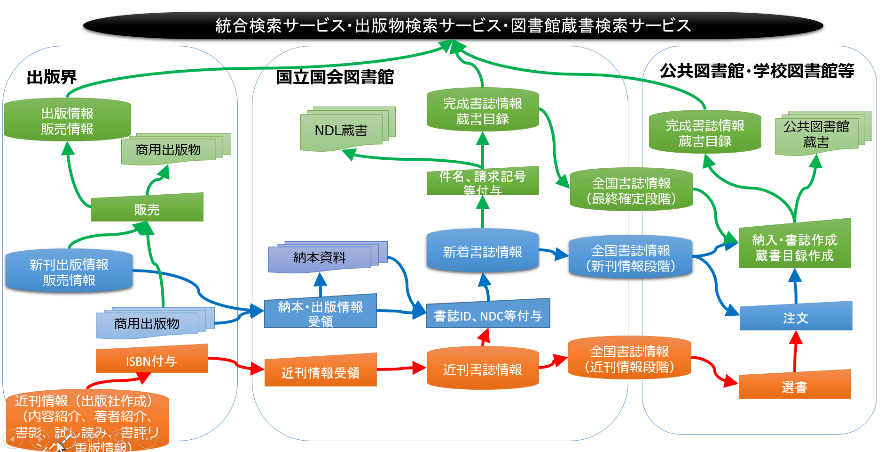 統合検索サービス・出版物検索サービス・図書館蔵書検索サービス
出版界
出版情報
販売情報
商用出版物
販売
新刊出版情報
販売情報
商用出版物
ISBN付与
近刊情報（出版社作成）
（内容紹介、著者紹介、
書影、試し読み、書評リ
ンク、重版情報）
国立国会図書館
NDL蔵書
完成書誌情報
蔵書目録
件名、請求記号
等付与
全国書誌情報
（最終確定段階）
納本資料
新着書誌情報
全国書誌情報
（新刊情報段階）
納本・出版情報
受領
書誌ID、NDC等付与
近刊情報受領
近刊書誌情報
全国書誌情報
（近刊情報段階）
公共図書館・学校図書館等
完成書誌情報
蔵書目録
公共図書館
蔵書
納入・書誌作成
蔵書目録作成
注文
選書